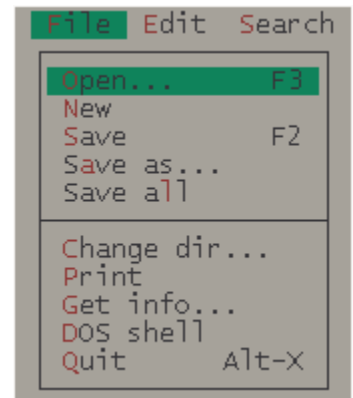 File Edit Search
Open... F3
New
Save F2
Save as...
Save all
Change dir...
Print
Get info...
DOS shell
Quit Alt-X